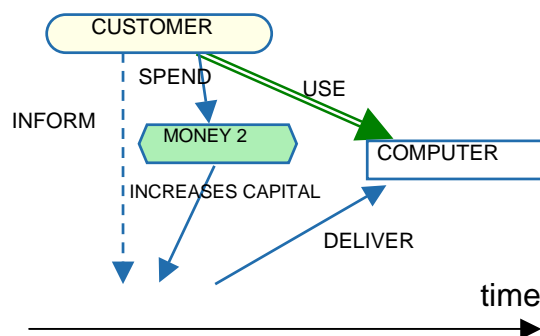 CUSTOMER
SPEND
USE
INFORM
MONEY 2
COMPUTER
INCREASES CAPITAL
DELIVER
time